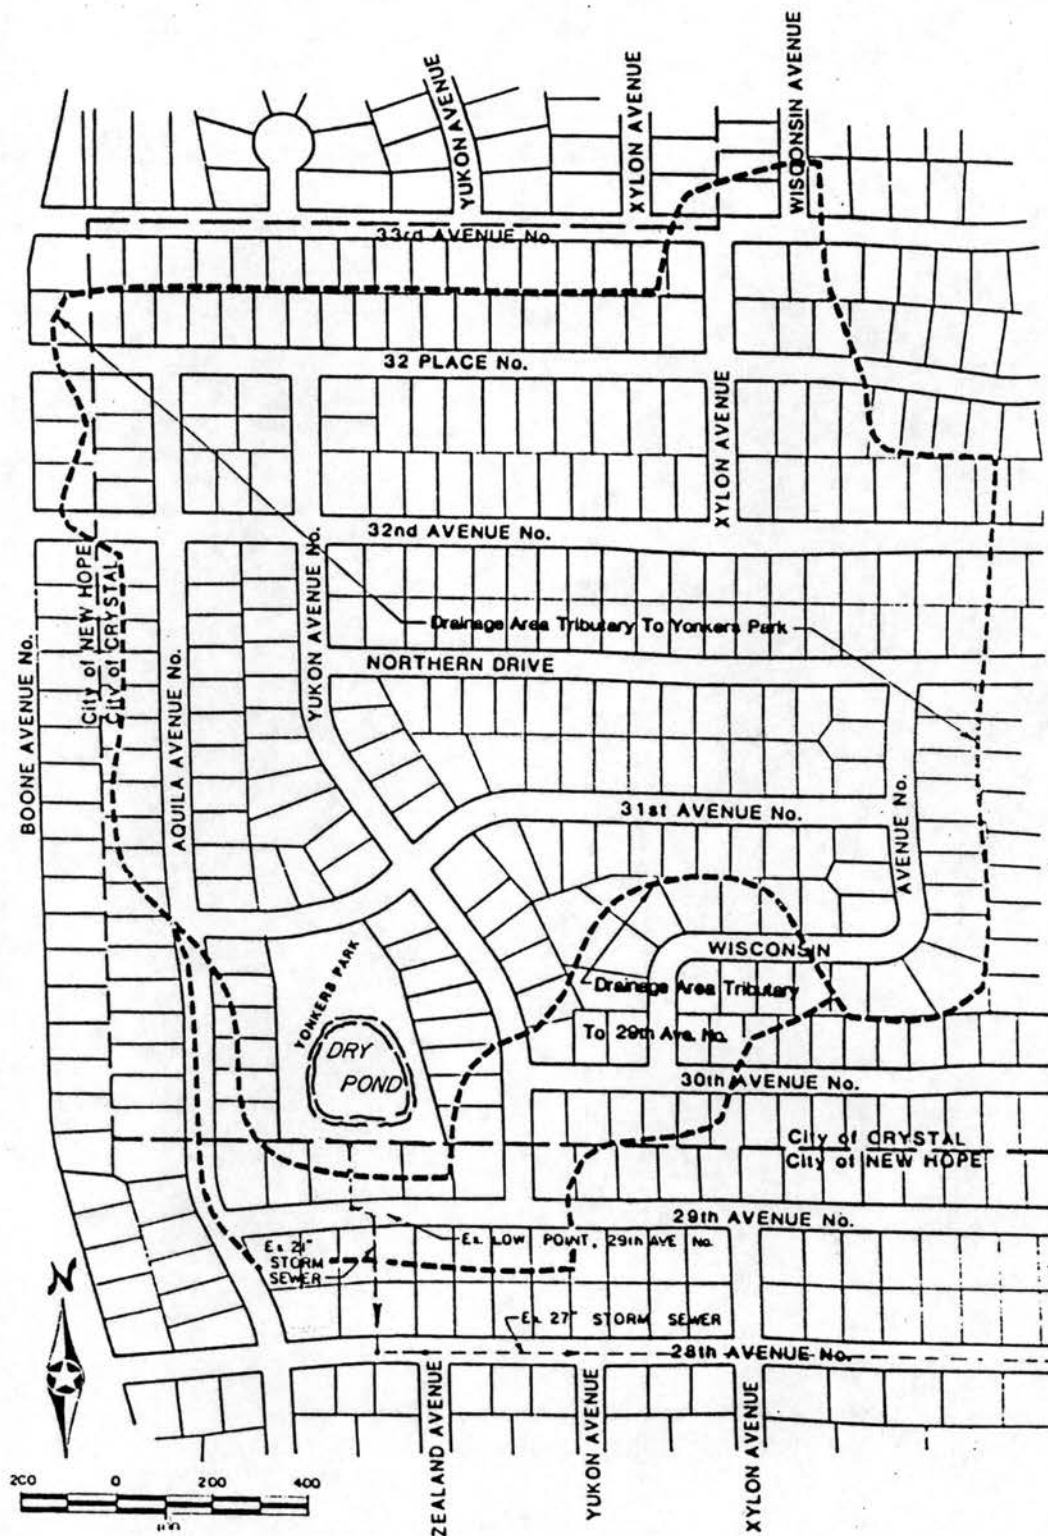 YUKON AVENUE
XYLON AVENUE
WISCONSIN AVENUE
33rd AVENUE No.
32 PLACE No.
XYLON AVENUE
32nd AVENUE No.
City of NEW HOPE
City of CRYSTAL
YUKON AVENUE No.
Drainage Area Tributary To Yonkers Park
NORTHERN DRIVE
BOONE AVENUE No.
AQUILA AVENUE No.
31st AVENUE No.
AVENUE No.
WISCONSIN
YONKERS PARK
Drainage Area Tributary
To 29th Ave. No.
DRY
POND
30th AVENUE No.
City of CRYSTAL
City of NEW HOPE
29th AVENUE No.
Ex. 21"
STORM
SEWER
Ex. LOW POINT, 29th AVE No.
Ex. 27" STORM SEWER
28th AVENUE No.
N
ZEALAND AVENUE
YUKON AVENUE
XYLON AVENUE
200 0 200 400